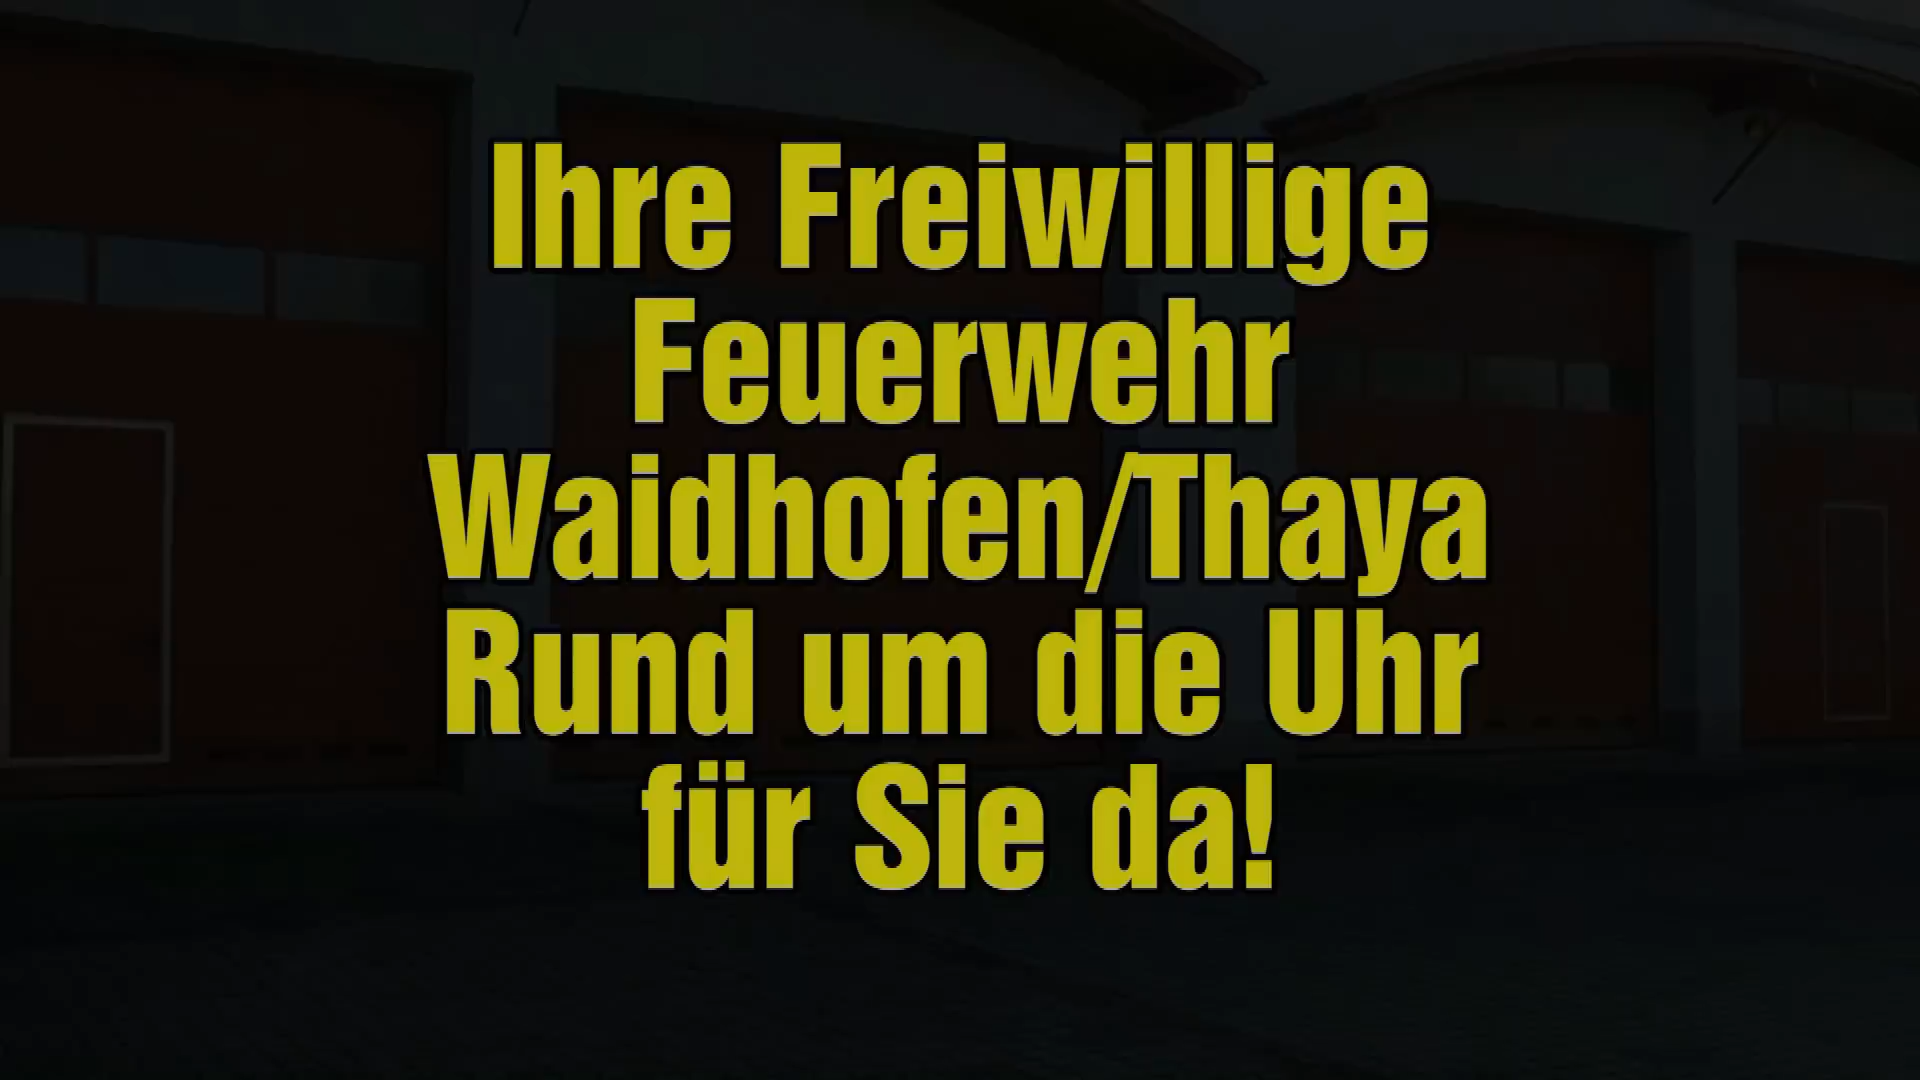 Ihre Freiwillige
Feuerwehr
Waidhofen/Thaya
Rund um die Uhr
für Sie da!